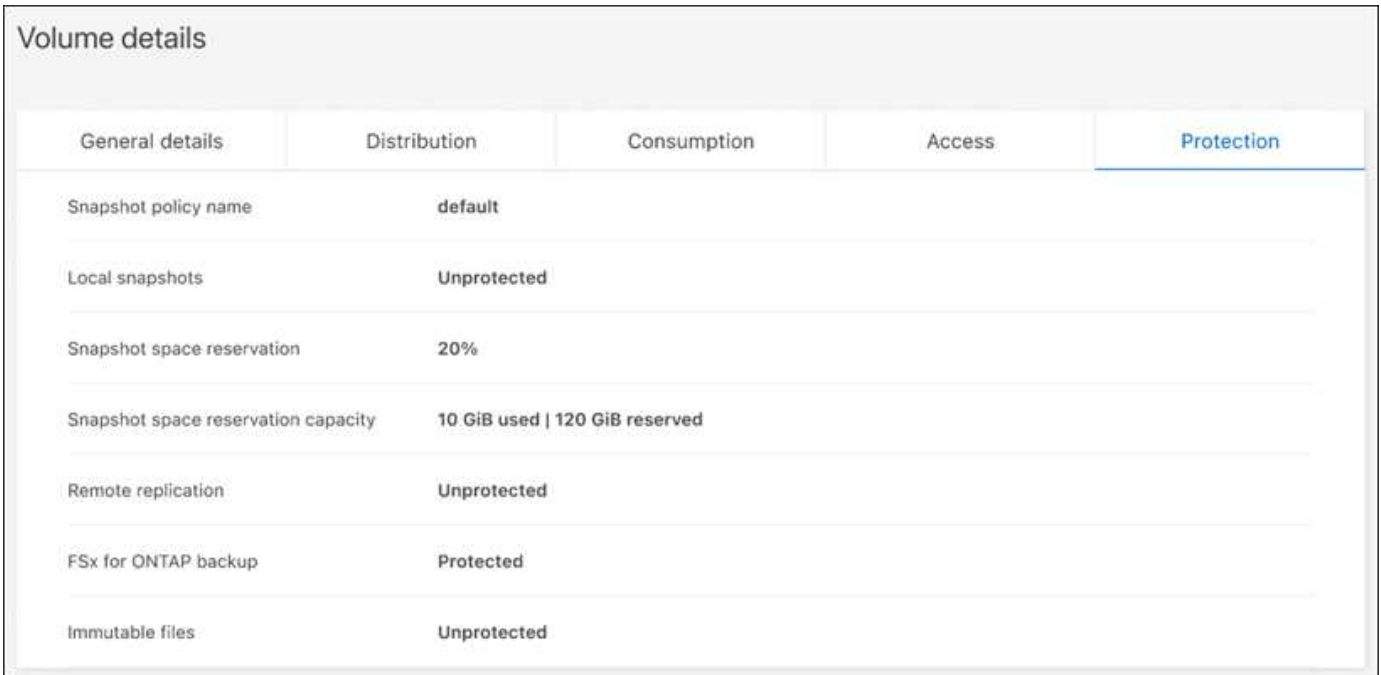 Volume details
General details Distribution Consumption Access Protection
Snapshot policy name default
Local snapshots Unprotected
Snapshot space reservation 20%
Snapshot space reservation capacity 10 GiB used | 120 GiB reserved
Remote replication Unprotected
FSx for ONTAP backup Protected
Immutable files Unprotected